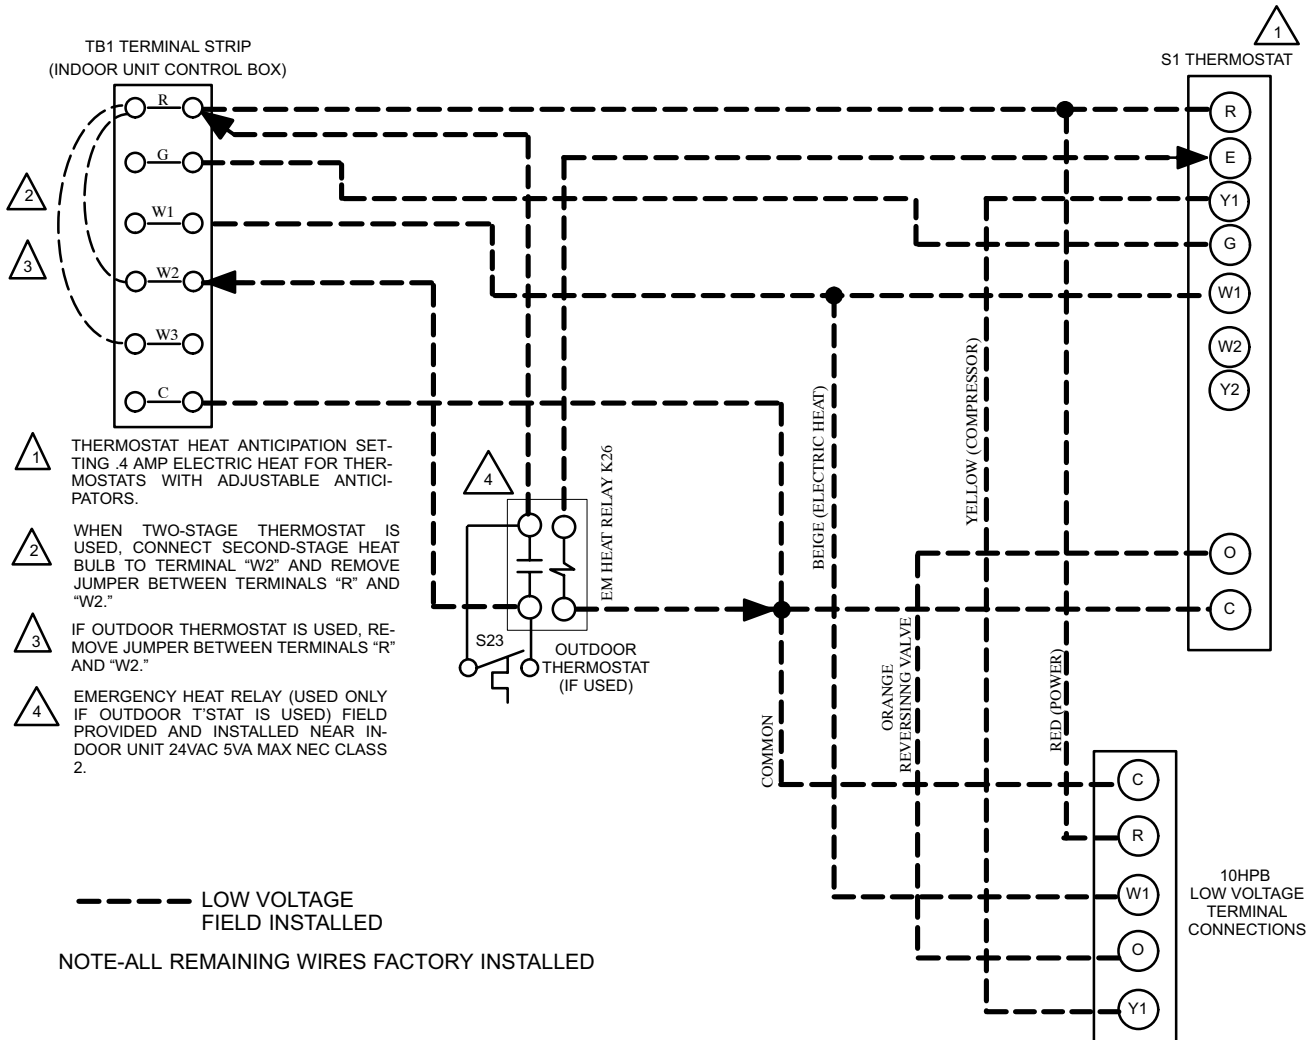 TB1 TERMINAL STRIP
(INDOOR UNIT CONTROL BOX)
R
G
W1
W2
W3
C
2
3
1
S1 THERMOSTAT
R
E
Y1
G
W1
W2
Y2
O
C
1
THERMOSTAT HEAT ANTICIPATION SET-
TING .4 AMP ELECTRIC HEAT FOR THER-
MOSTATS WITH ADJUSTABLE ANTICI-
PATORS.
2
WHEN TWO-STAGE THERMOSTAT IS
USED, CONNECT SECOND-STAGE HEAT
BULB TO TERMINAL “W2” AND REMOVE
JUMPER BETWEEN TERMINALS “R” AND
“W2.”
3
IF OUTDOOR THERMOSTAT IS USED, RE-
MOVE JUMPER BETWEEN TERMINALS “R”
AND “W2.”
4
EMERGENCY HEAT RELAY (USED ONLY
IF OUTDOOR T'STAT IS USED) FIELD
PROVIDED AND INSTALLED NEAR IN-
DOOR UNIT 24VAC 5VA MAX NEC CLASS
2.
4
EM HEAT RELAY K26
S23
OUTDOOR
THERMOSTAT
(IF USED)
COMMON
BEIGE (ELECTRIC HEAT)
ORANGE
REVERSINNG VALVE
YELLOW (COMPRESSOR)
RED (POWER)
C
R
W1
O
Y1
10HPB
LOW VOLTAGE
TERMINAL
CONNECTIONS
LOW VOLTAGE
FIELD INSTALLED
NOTE-ALL REMAINING WIRES FACTORY INSTALLED